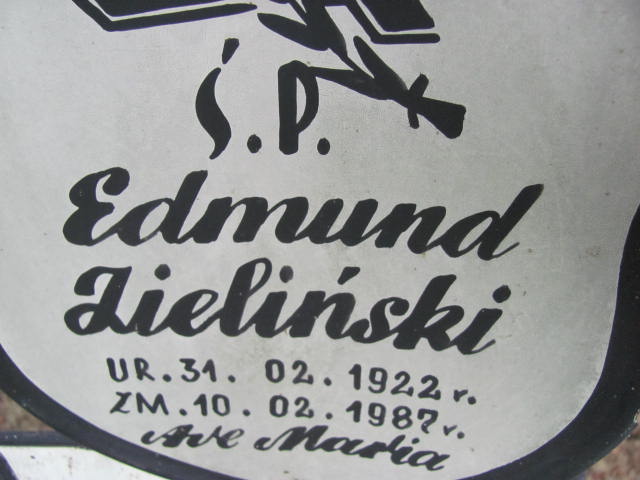 Ś.P.
Edmund
Zieliński
UR. 31. 02. 1922 r.
ZM. 10. 02. 1987 r.
Ave Maria